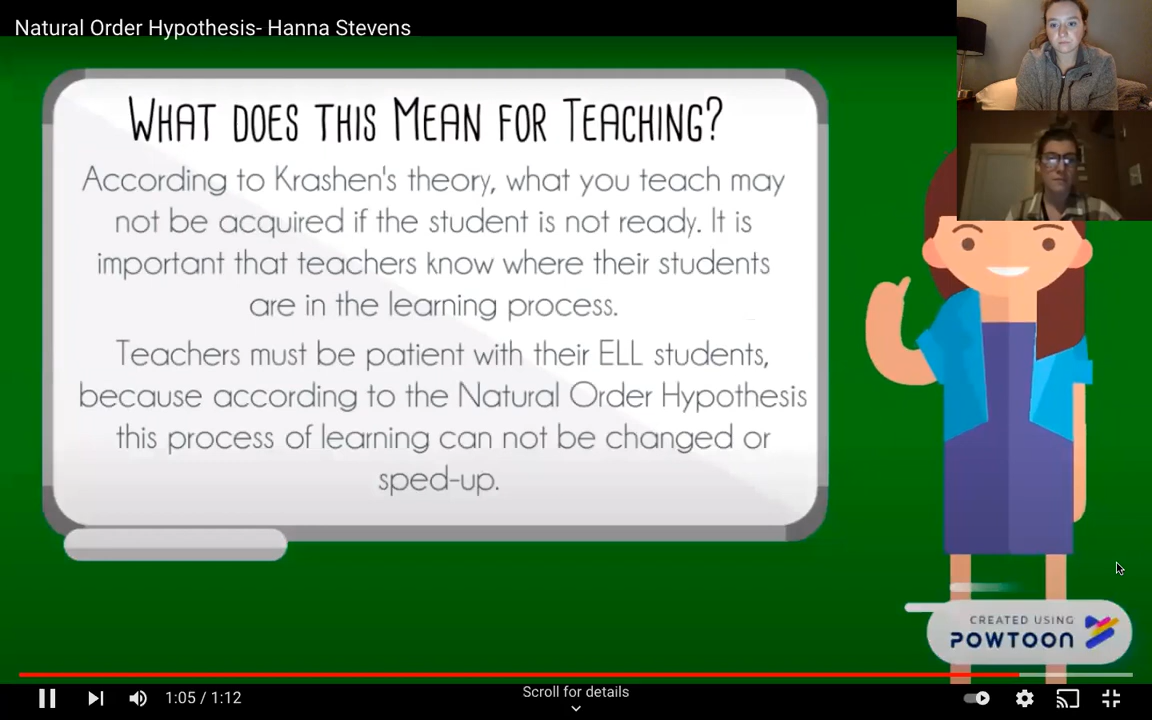 Natural Order Hypothesis- Hanna Stevens
WHAT DOES THIS MEAN FOR TEACHING?
According to Krashen's theory, what you teach may
not be acquired if the student is not ready. It is
important that teachers know where their students
are in the learning process.
Teachers must be patient with their ELL students,
because according to the Natural Order Hypothesis
this process of learning can not be changed or
sped-up.
CREATED USING
POWTOON
1:05 / 1:12
Scroll for details